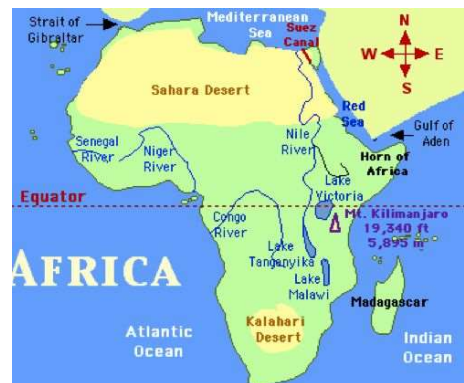 Strait of
Gibraltar
Mediterranean
Sea
Suez
Canal
N
W
E
S
Sahara Desert
Red
Sea
Gulf of
Aden
Nile
River
Senegal
River
Niger
River
Horn of
Africa
Lake
Victoria
Equator
Mt. Kilimanjaro
19,340 ft
5,895 m
Congo
River
Lake
Tanganyika
AFRICA
Lake
Malawi
Madagascar
Kalahari
Desert
Atlantic
Ocean
Indian
Ocean